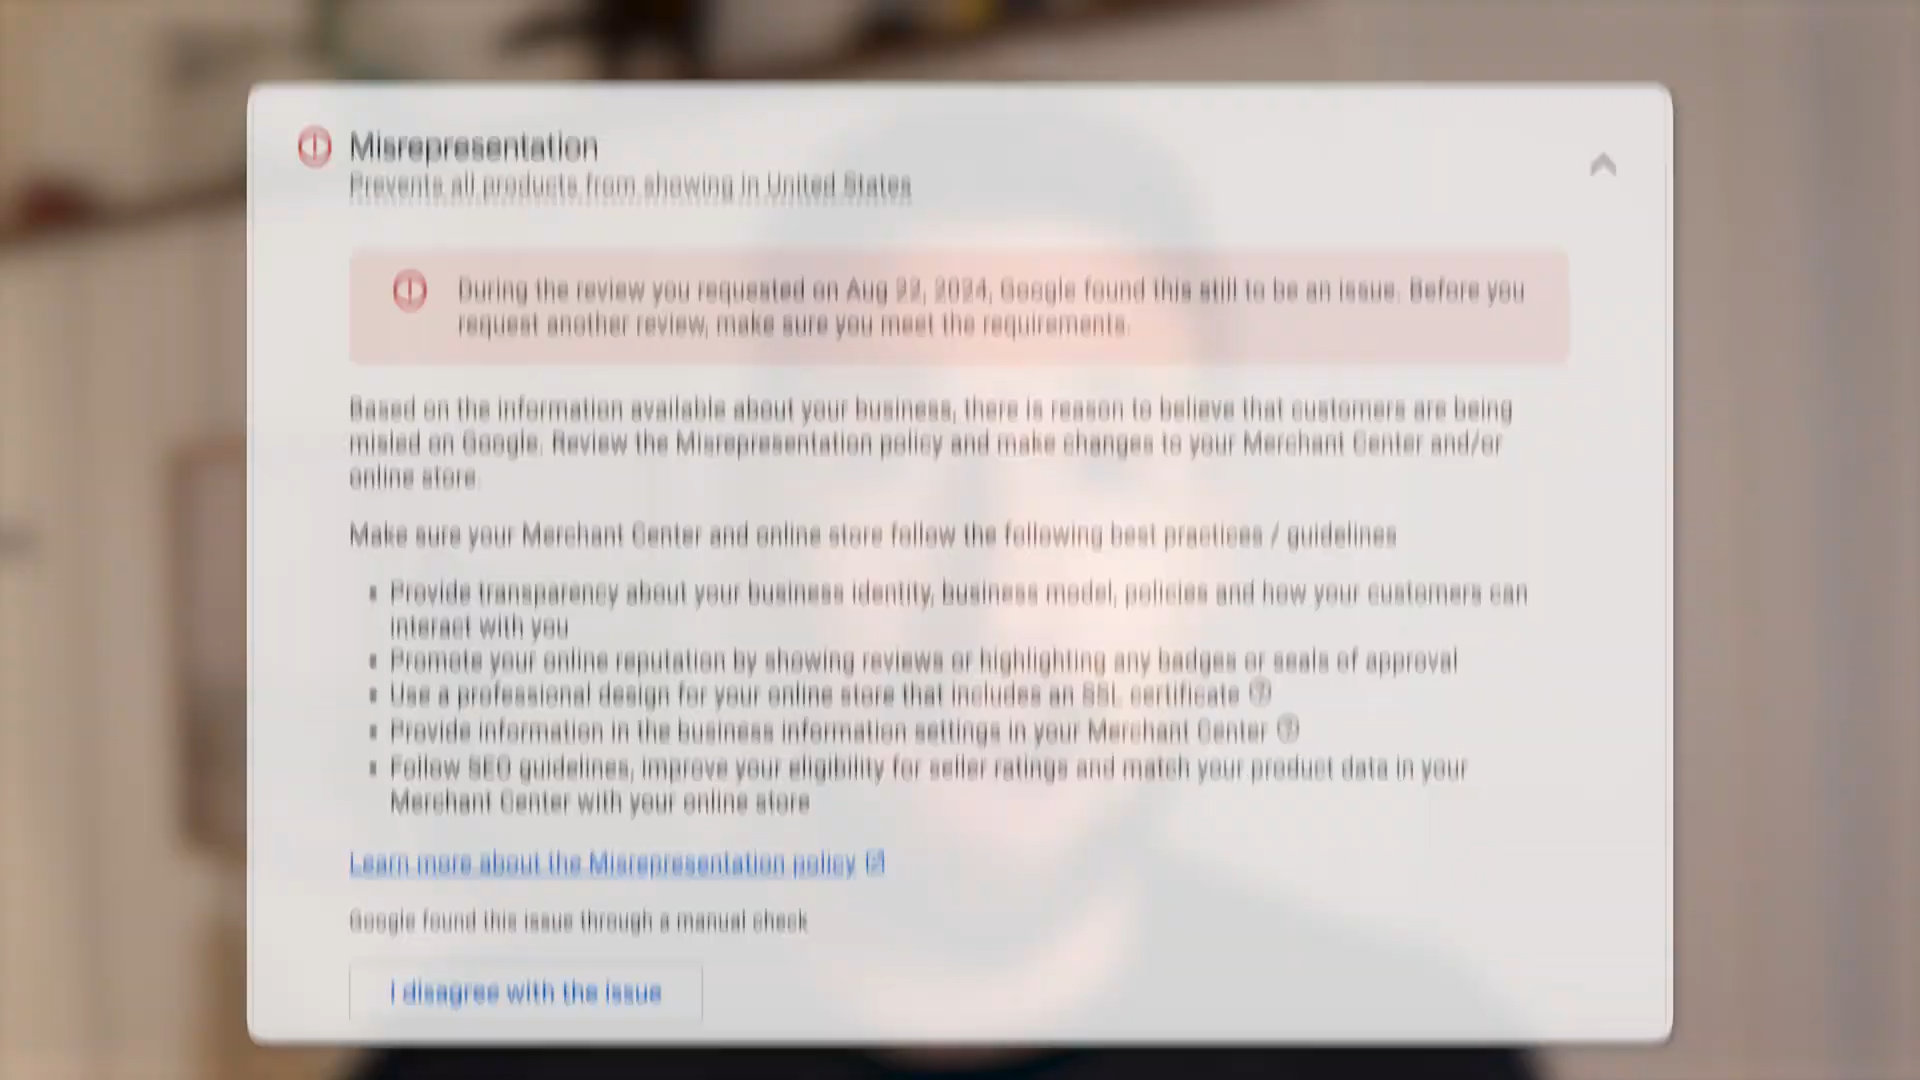 Misrepresentation
Prevents all products from showing in United States
During the review you requested on Aug 22, 2024, Google found this still to be an issue. Before you
request another review, make sure you meet the requirements.
Based on the information available about your business, there is reason to believe that customers are being
misled on Google. Review the Misrepresentation policy and make changes to your Merchant Center and/or
online store.
Make sure your Merchant Center and online store follow the following best practices / guidelines
▪ Provide transparency about your business identity, business model, policies and how your customers can
interact with you
▪ Promote your online reputation by showing reviews or highlighting any badges or seals of approval
▪ Use a professional design for your online store that includes an SSL certificate
▪ Provide information in the business information settings in your Merchant Center
▪ Follow SEO guidelines, improve your eligibility for seller ratings and match your product data in your
Merchant Center with your online store
Learn more about the Misrepresentation policy
Google found this issue through a manual check
I disagree with the issue